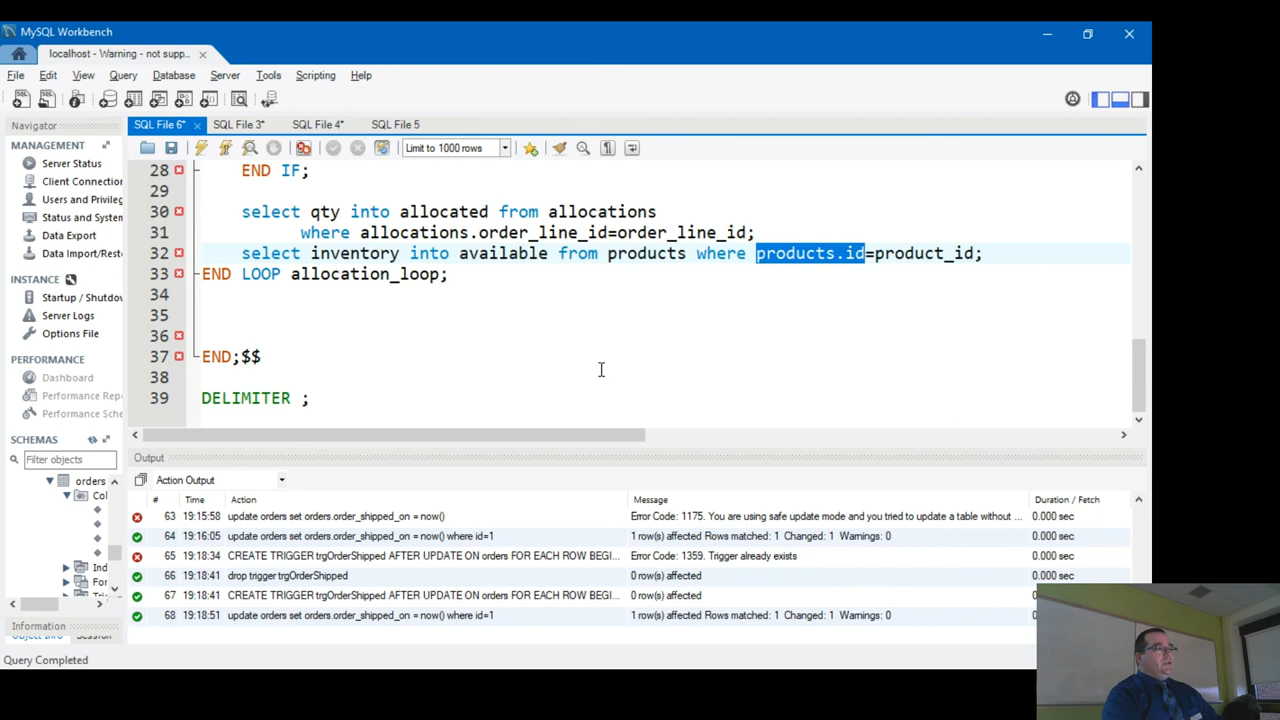 MySQL Workbench
localhost - Warning - not supp...
File Edit View Query Database Server Tools Scripting Help
Navigator
SQL File 6* SQL File 3* SQL File 4* SQL File 5
MANAGEMENT
Limit to 1000 rows
Server Status
Client Connection
Users and Privileg
Status and System
Data Export
Data Import/Resto
INSTANCE
Startup / Shutdow
Server Logs
Options File
PERFORMANCE
Dashboard
Performance Repo
Performance Sche
SCHEMAS
Filter objects
orders
Col
Ind
For
Information
Object Info Session
28 END IF;
29
30 select qty into allocated from allocations
31 where allocations.order_line_id=order_line_id;
32 select inventory into available from products where products.id=product_id;
33 END LOOP allocation_loop;
34
35
36
37 END;$$
38
39 DELIMITER ;
Output
Action Output
# Time Action Message Duration / Fetch
63 19:15:58 update orders set orders.order_shipped_on = now() Error Code: 1175. You are using safe update mode and you tried to update a table without ... 0.000 sec
64 19:16:05 update orders set orders.order_shipped_on = now() where id=1 1 row(s) affected Rows matched: 1 Changed: 1 Warnings: 0 0.000 sec
65 19:18:34 CREATE TRIGGER trgOrderShipped AFTER UPDATE ON orders FOR EACH ROW BEGI... Error Code: 1359. Trigger already exists 0.000 sec
66 19:18:41 drop trigger trgOrderShipped 0 row(s) affected 0.000 sec
67 19:18:41 CREATE TRIGGER trgOrderShipped AFTER UPDATE ON orders FOR EACH ROW BEGI... 0 row(s) affected
68 19:18:51 update orders set orders.order_shipped_on = now() where id=1 1 row(s) affected Rows matched: 1 Changed: 1 Warnings: 0
Query Completed